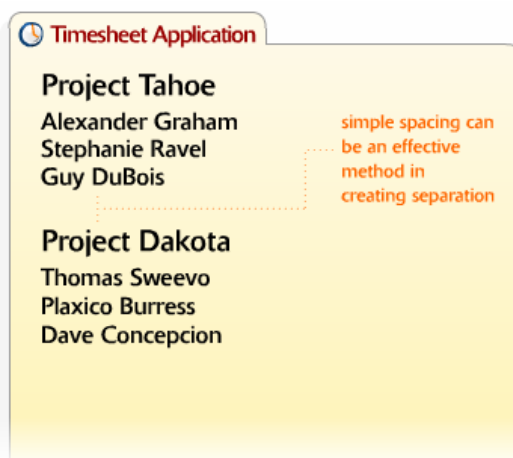 Timesheet Application
Project Tahoe
Alexander Graham
Stephanie Ravel
Guy DuBois
simple spacing can
be an effective
method in
creating separation
Project Dakota
Thomas Sweevo
Plaxico Burress
Dave Concepcion